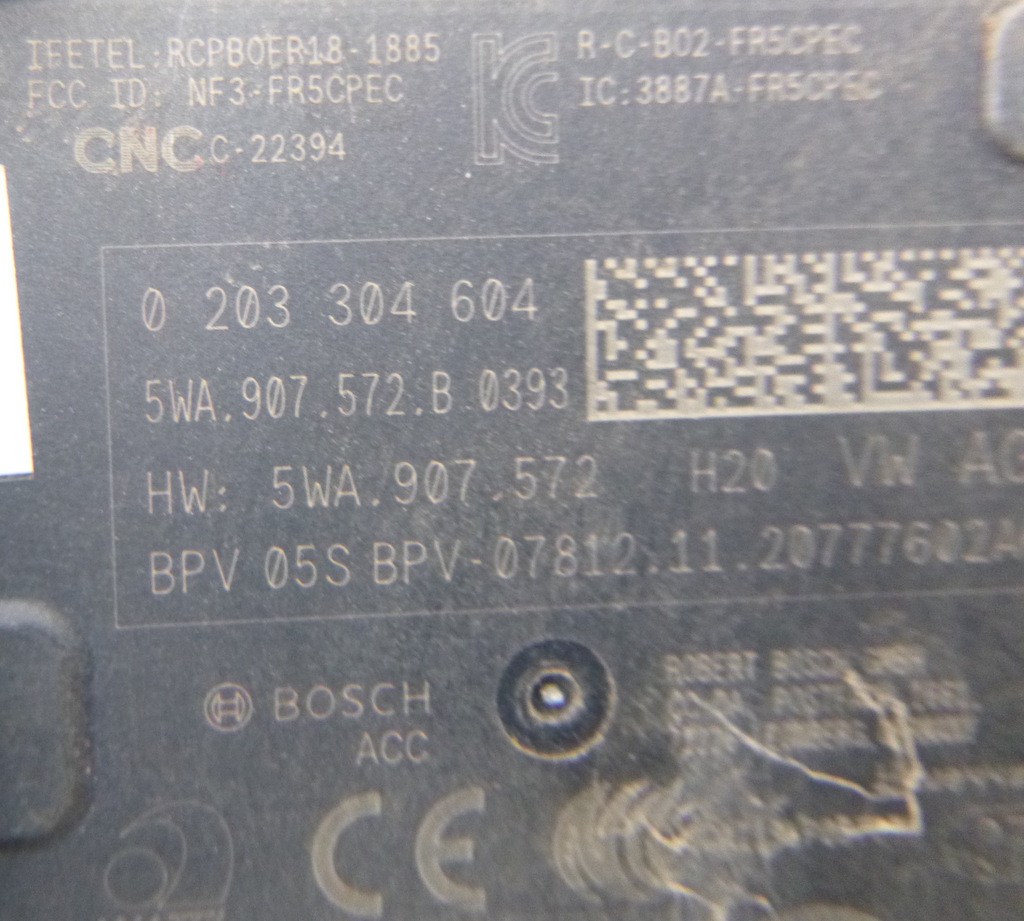 IFETEL:RCPBOFR18-1885
FCC ID: NF3-FR5CPEC
CNC C-22394
R-C-B02-FR5CPEC
IC:3887A-FR5CPEC
0 203 304 604
5WA.907.572.B 0393
HW: 5WA.907.572 H20 VW AG
BPV 05S BPV-07812.11.20777602A
BOSCH
ACC
ROBERT BOSCH GMBH
CE